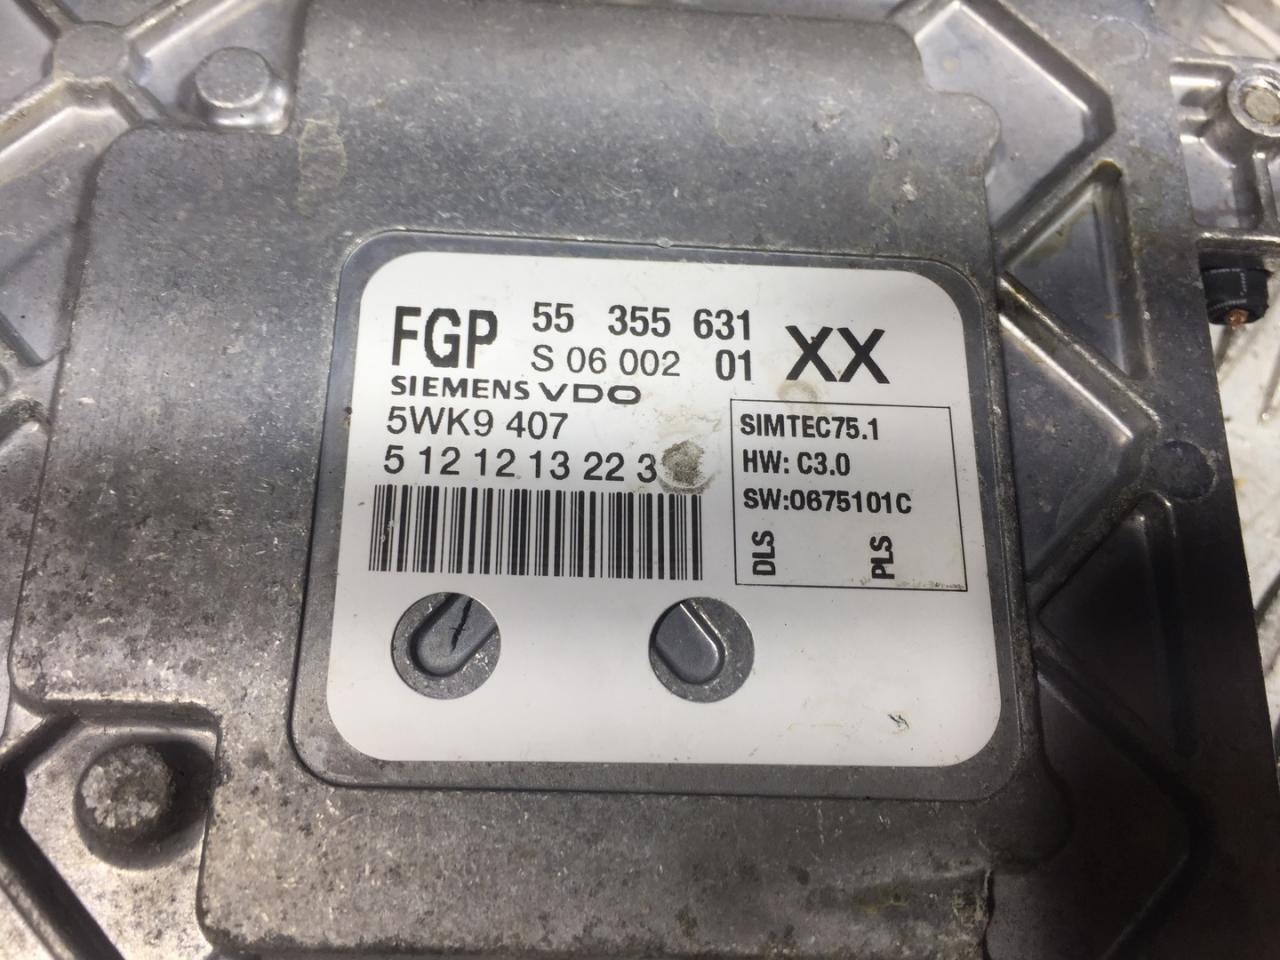 FGP 55 355 631 XX
S 06 002 01
SIEMENS VDO
5WK9 407
5 12 12 13 22 3
SIMTEC75.1
HW: C3.0
SW:0675101C
DLS PLS